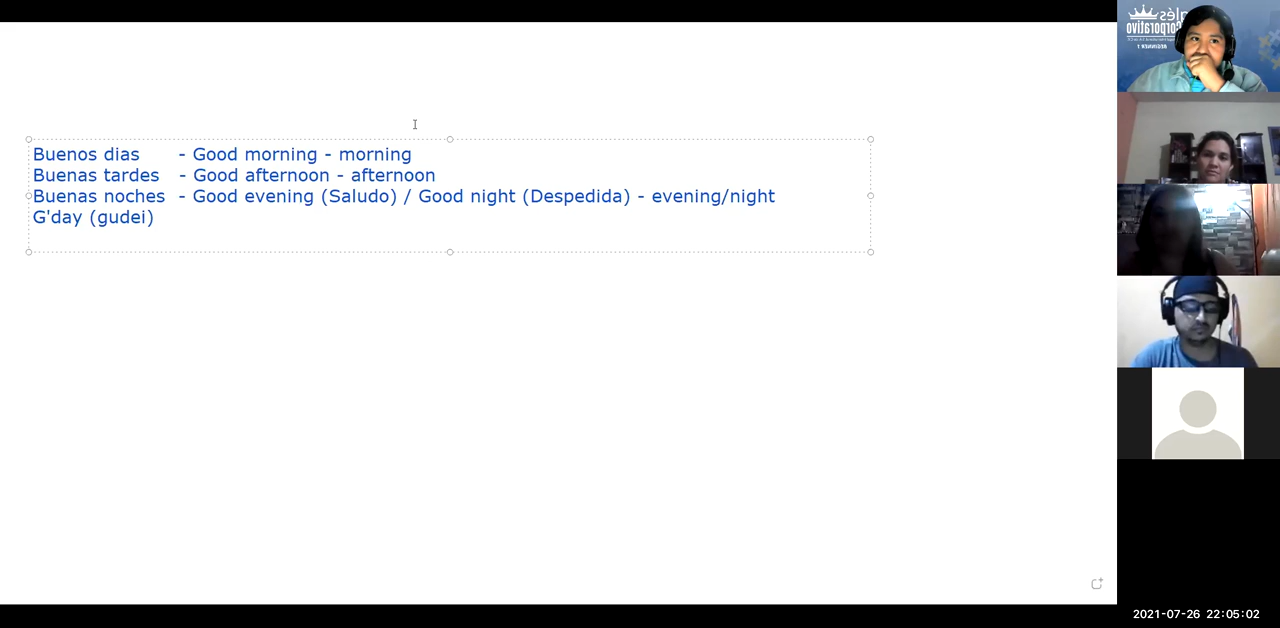 Buenos dias - Good morning - morning
Buenas tardes - Good afternoon - afternoon
Buenas noches - Good evening (Saludo) / Good night (Despedida) - evening/night
G'day (gudei)
2021-07-26 22:05:02